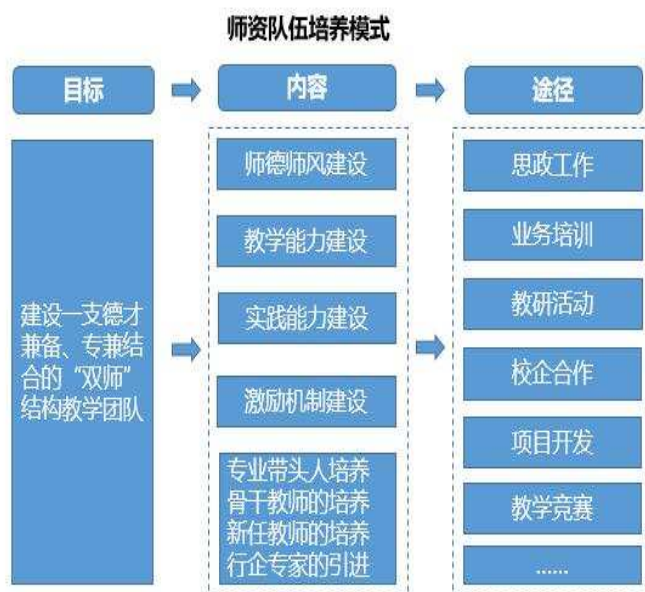 师资队伍培养模式
目标
内容
途径
建设一支德才
兼备、专兼结
合的“双师”
结构教学团队
师德师风建设
教学能力建设
实践能力建设
激励机制建设
专业带头人培养
骨干教师的培养
新任教师的培养
行企专家的引进
思政工作
业务培训
教研活动
校企合作
项目开发
教学竞赛
……